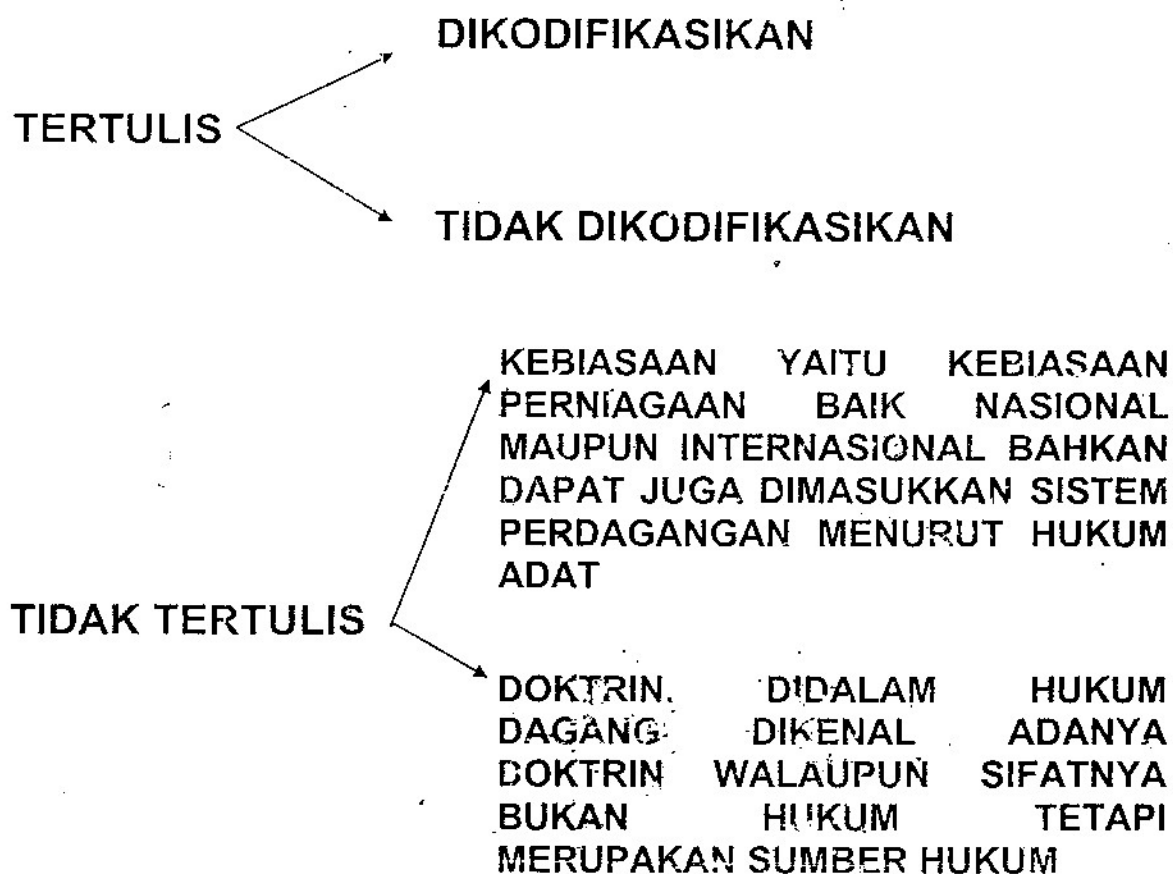 DIKODIFIKASIKAN
TERTULIS
TIDAK DIKODIFIKASIKAN
KEBIASAAN YAITU KEBIASAAN
PERNIAGAAN BAIK NASIONAL
MAUPUN INTERNASIONAL BAHKAN
DAPAT JUGA DIMASUKKAN SISTEM
PERDAGANGAN MENURUT HUKUM
ADAT
TIDAK TERTULIS
DOKTRIN. DIDALAM HUKUM
DAGANG DIKENAL ADANYA
DOKTRIN WALAUPUN SIFATNYA
BUKAN HUKUM TETAPI
MERUPAKAN SUMBER HUKUM